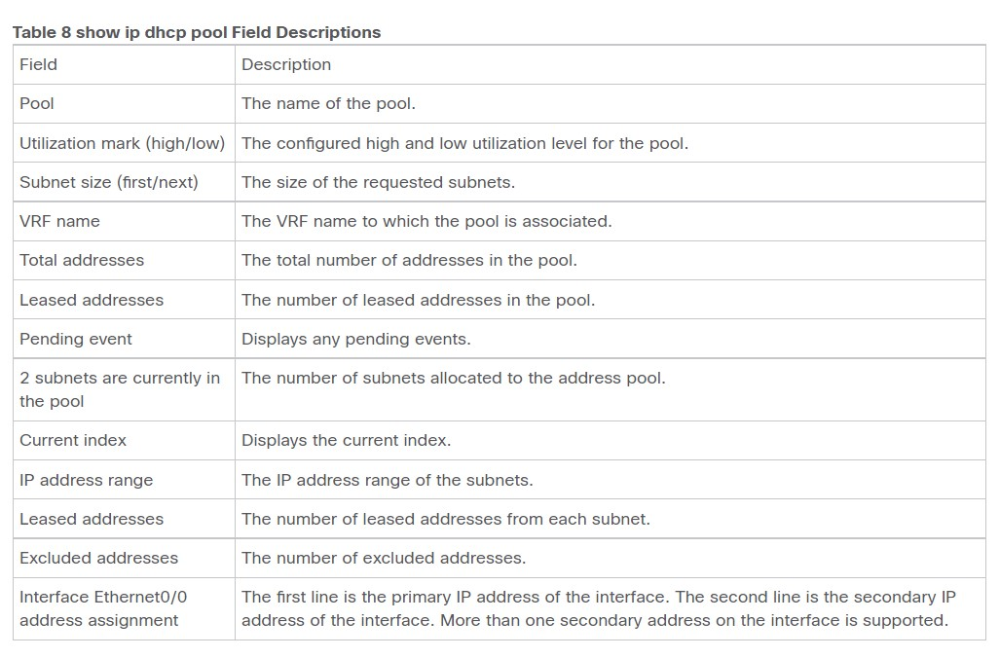 Table 8 show ip dhcp pool Field Descriptions
Field Description
Pool The name of the pool.
Utilization mark (high/low) The configured high and low utilization level for the pool.
Subnet size (first/next) The size of the requested subnets.
VRF name The VRF name to which the pool is associated.
Total addresses The total number of addresses in the pool.
Leased addresses The number of leased addresses in the pool.
Pending event Displays any pending events.
2 subnets are currently in The number of subnets allocated to the address pool.
the pool
Current index Displays the current index.
IP address range The IP address range of the subnets.
Leased addresses The number of leased addresses from each subnet.
Excluded addresses The number of excluded addresses.
Interface Ethernet0/0 The first line is the primary IP address of the interface. The second line is the secondary IP
address assignment address of the interface. More than one secondary address on the interface is supported.